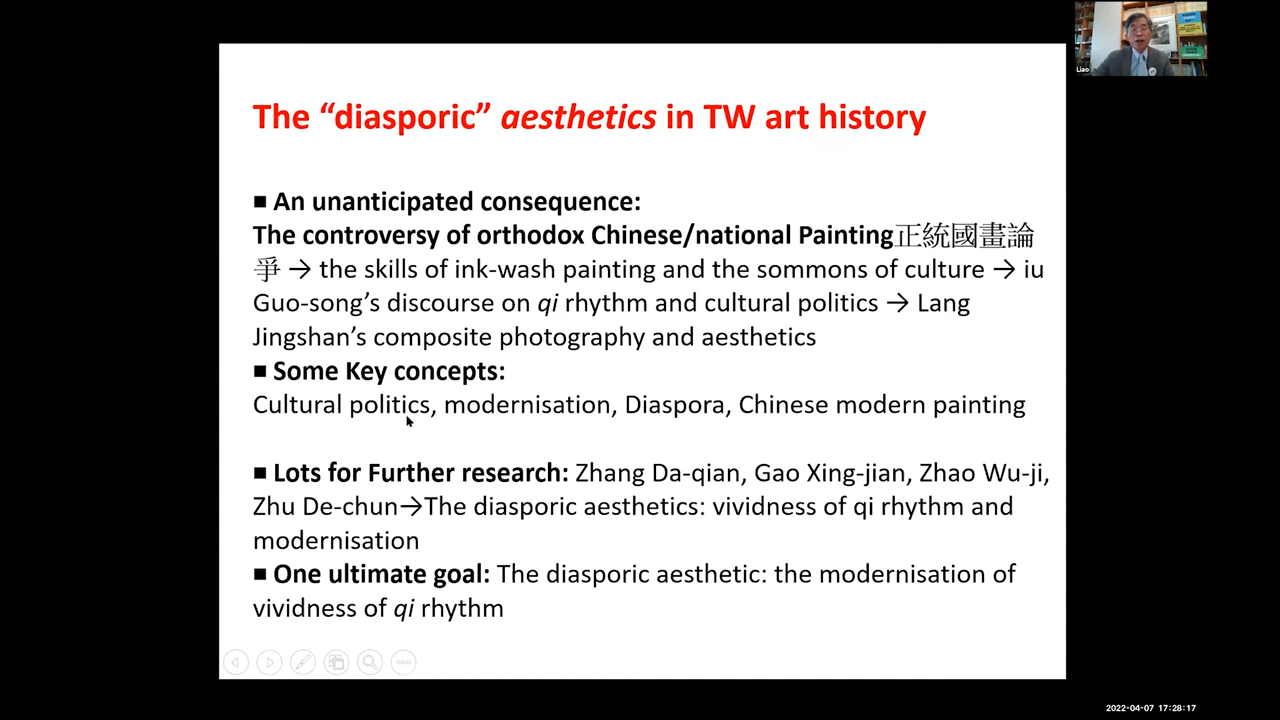 The “diasporic” aesthetics in TW art history
■ An unanticipated consequence:
The controversy of orthodox Chinese/national Painting正統國畫論
爭 → the skills of ink-wash painting and the sommons of culture → iu
Guo-song’s discourse on qi rhythm and cultural politics → Lang
Jingshan’s composite photography and aesthetics
■ Some Key concepts:
Cultural politics, modernisation, Diaspora, Chinese modern painting
■ Lots for Further research: Zhang Da-qian, Gao Xing-jian, Zhao Wu-ji,
Zhu De-chun→The diasporic aesthetics: vividness of qi rhythm and
modernisation
■ One ultimate goal: The diasporic aesthetic: the modernisation of
vividness of qi rhythm
Liao
2022-04-07 17:28:17